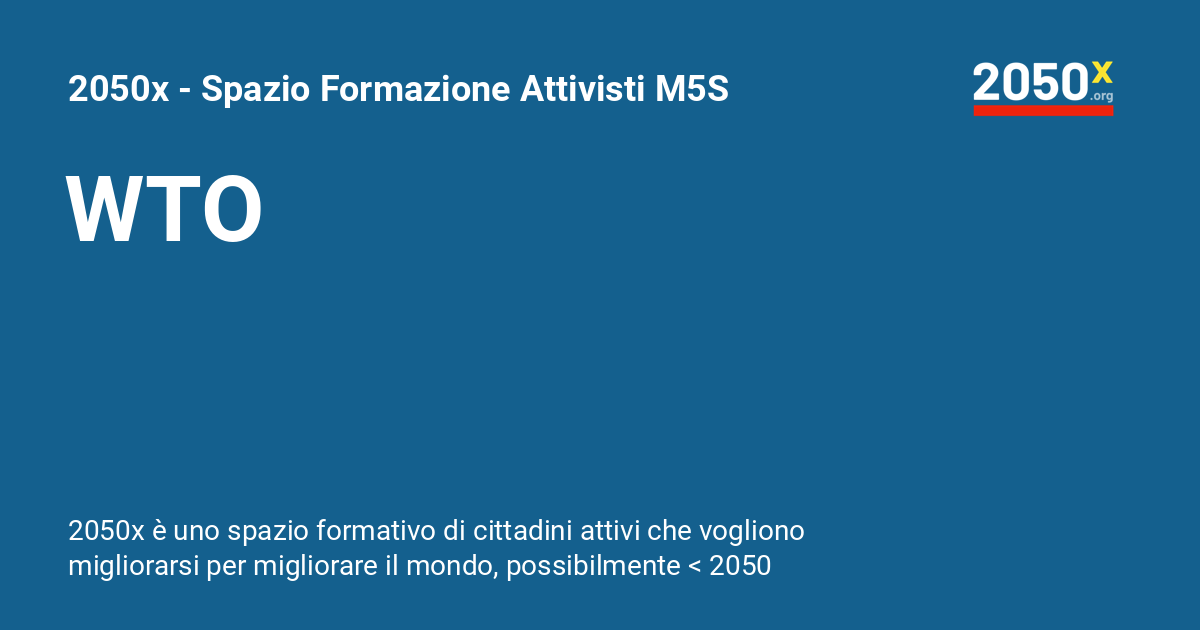 2050x - Spazio Formazione Attivisti M5S
2050x
.org
WTO
2050x è uno spazio formativo di cittadini attivi che vogliono
migliorarsi per migliorare il mondo, possibilmente < 2050